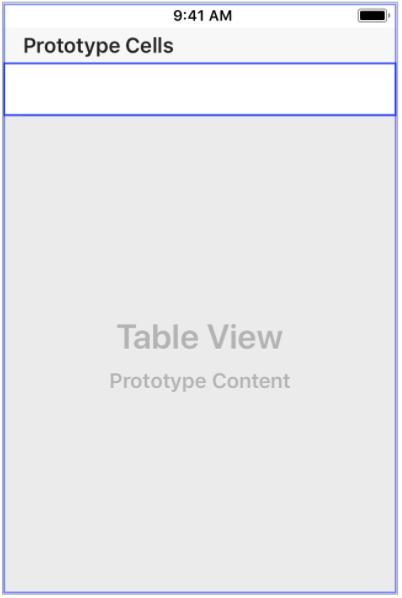 9:41 AM
Prototype Cells
Table View
Prototype Content